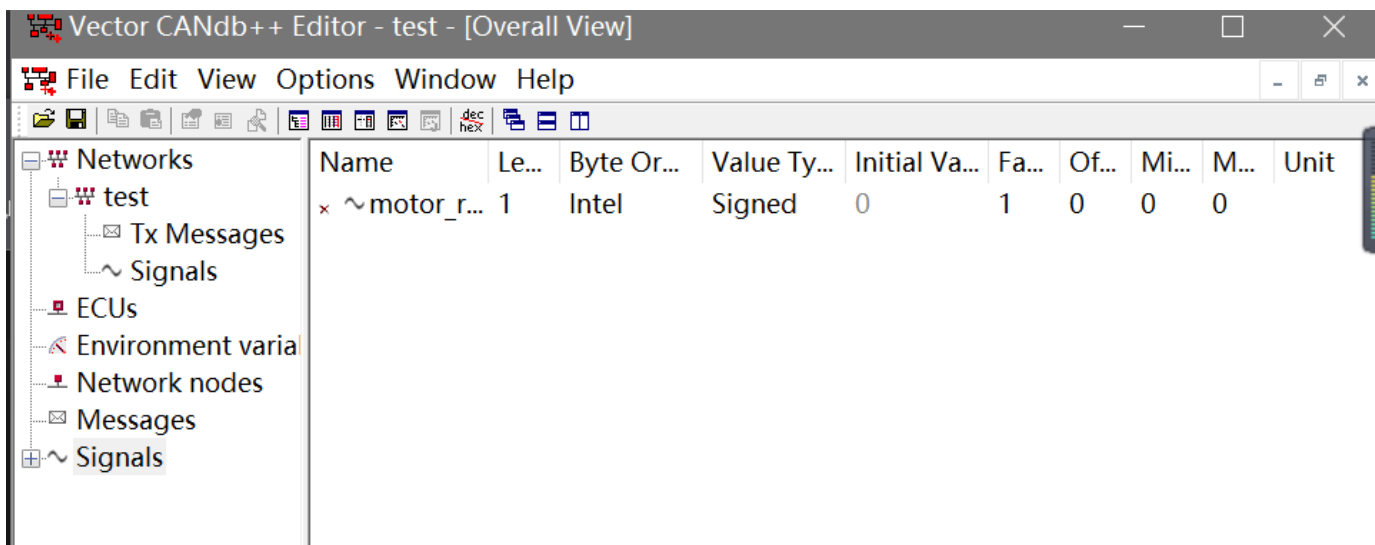 Vector CANdb++ Editor - test - [Overall View]
File Edit View Options Window Help
dec
hex
Networks
test
Tx Messages
Signals
ECUs
Environment varial
Network nodes
Messages
Signals
Name Le... Byte Or... Value Ty... Initial Va... Fa... Of... Mi... M... Unit
motor_r... 1 Intel Signed 0 1 0 0 0